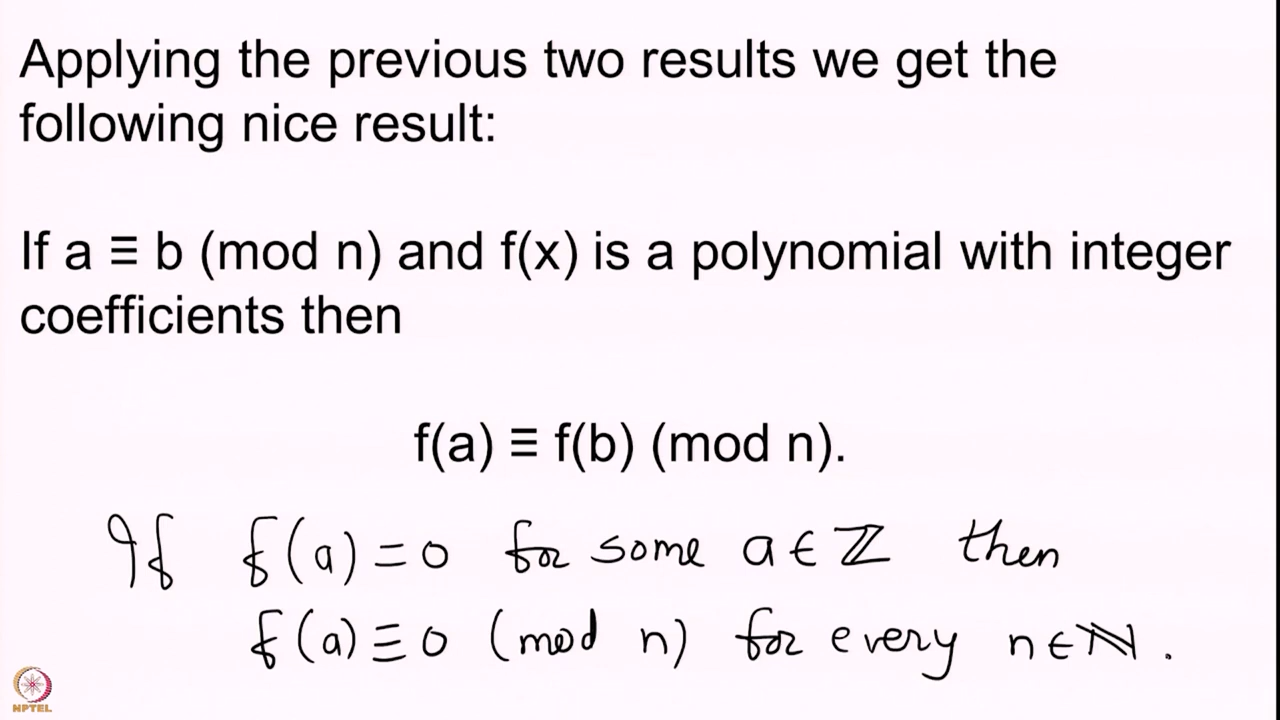 Applying the previous two results we get the
following nice result:
If a ≡ b (mod n) and f(x) is a polynomial with integer
coefficients then
f(a) ≡ f(b) (mod n).
If f(a) = 0 for some a ∈ ℤ then
f(a) ≡ 0 (mod n) for every n ∈ ℕ.
NPTEL